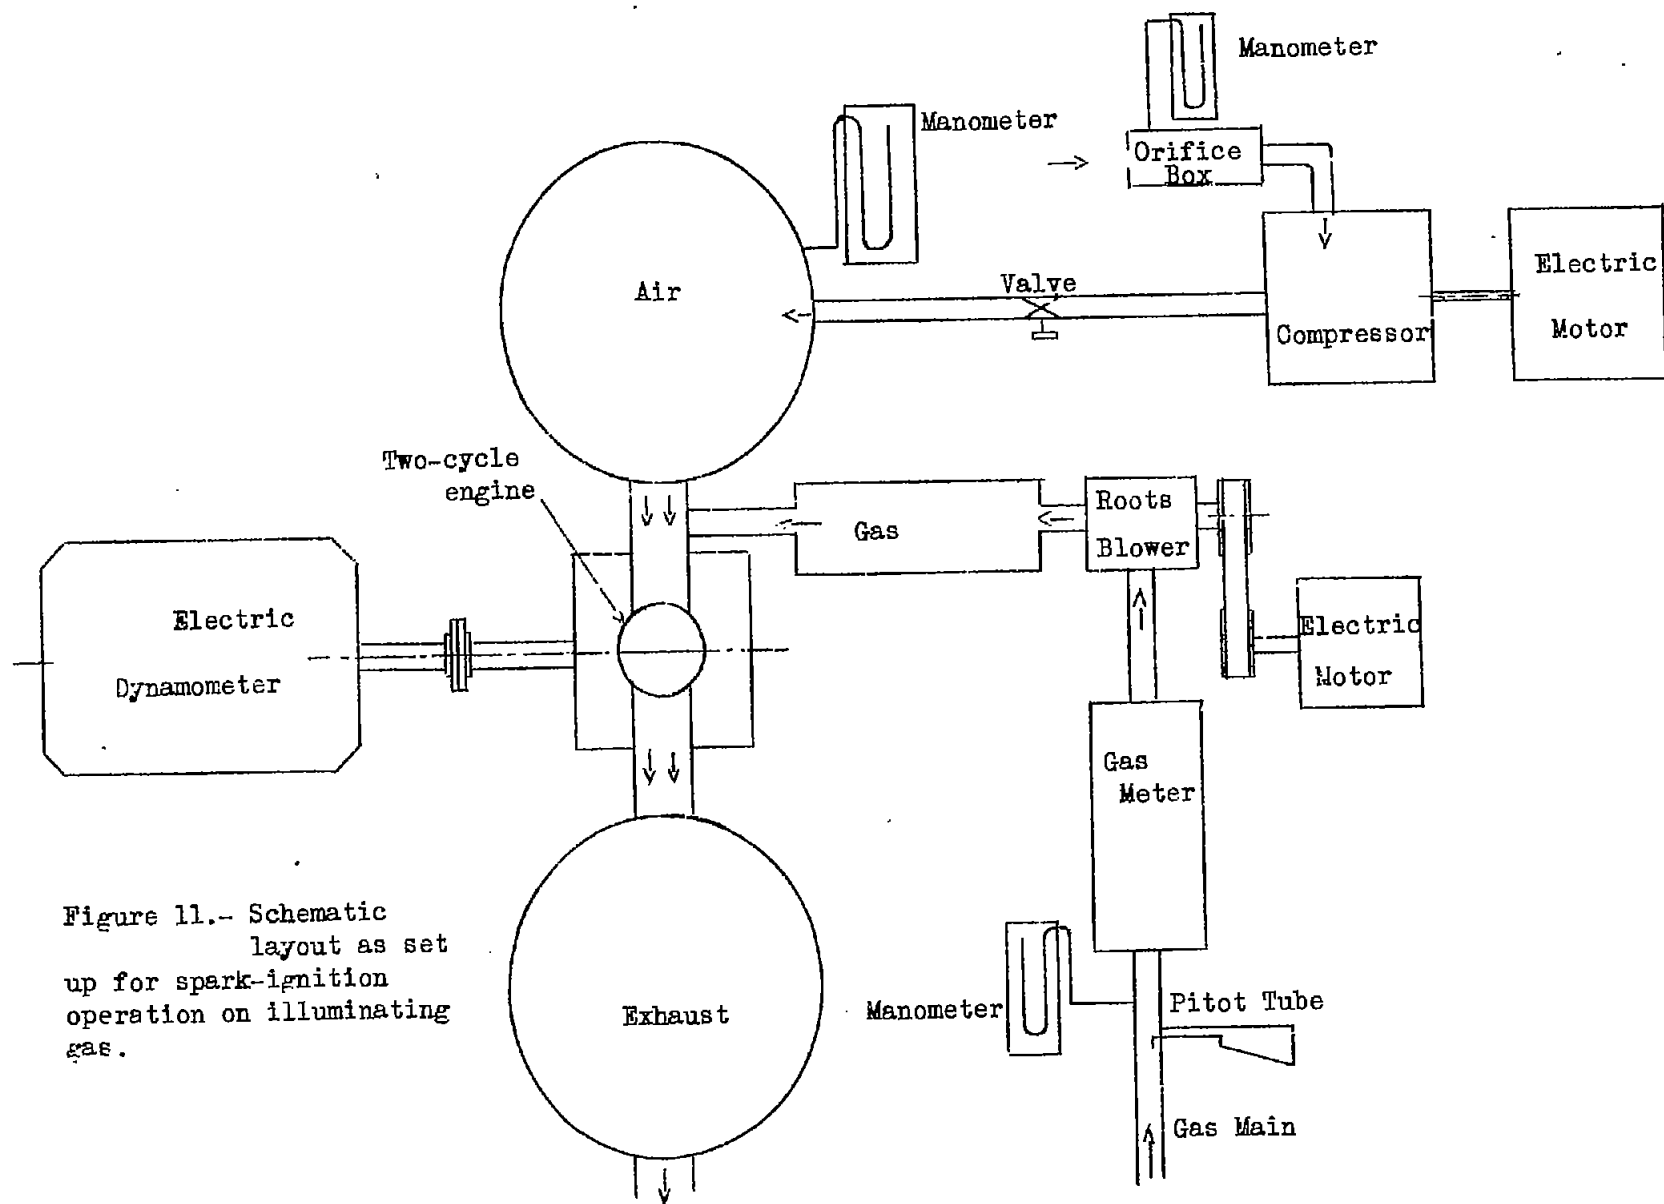 Manometer
Manometer
Orifice
Box
Air
Valve
Compressor
Electric
Motor
Two-cycle
engine
Gas
Roots
Blower
Electric
Dynamometer
Electric
Motor
Gas
Meter
Figure 11.- Schematic
layout as set
up for spark-ignition
operation on illuminating
gas.
Exhaust
Manometer
Pitot Tube
Gas Main